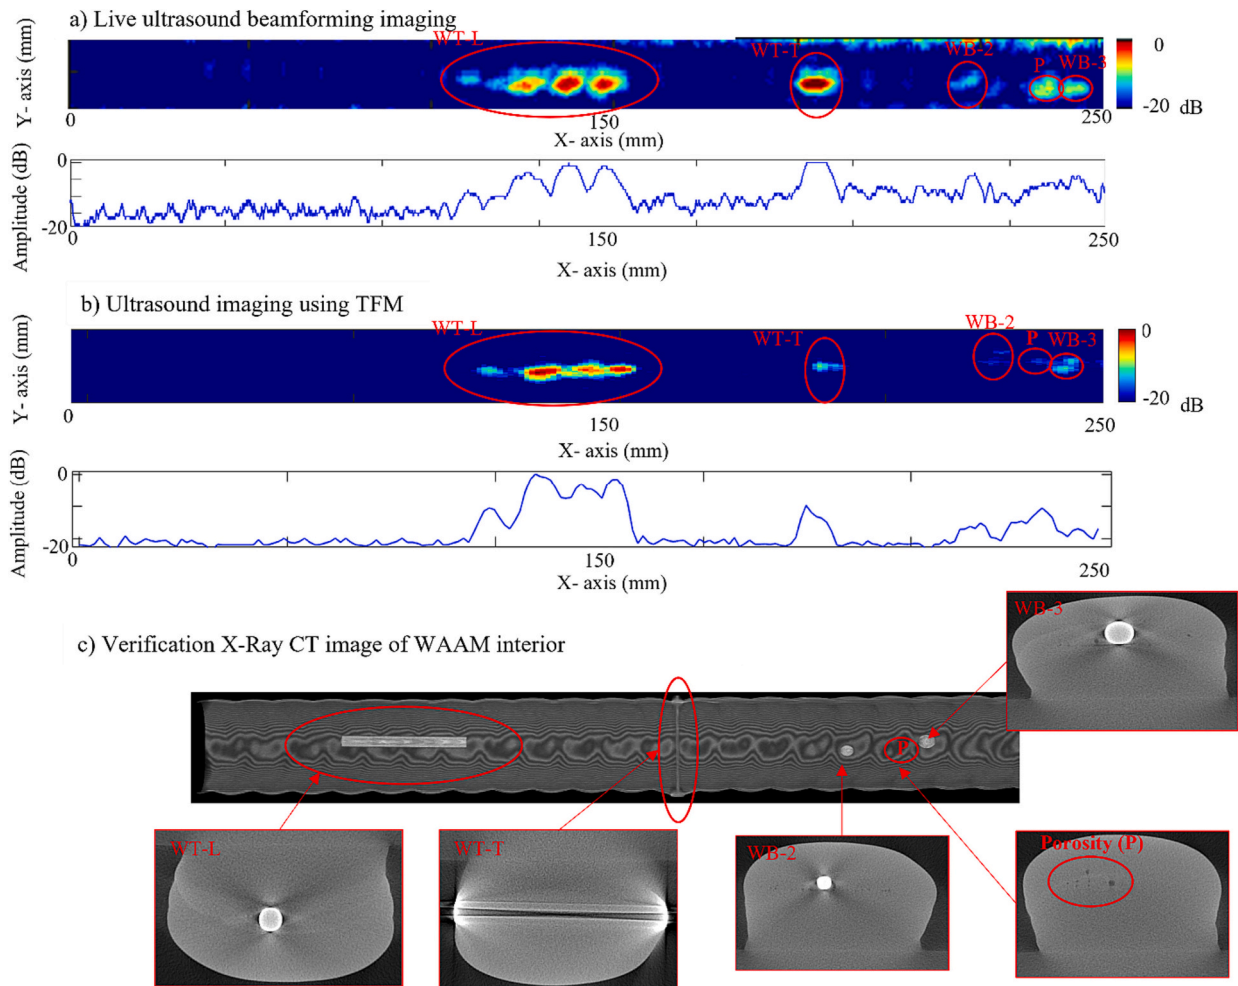 a) Live ultrasound beamforming imaging
WT-L
WT-T
WB-2
P
WB-3
Y- axis (mm)
0
-20
dB
0
150
250
X- axis (mm)
Amplitude (dB)
0
-20
0
150
250
X- axis (mm)
b) Ultrasound imaging using TFM
WT-L
WT-T
WB-2
P
WB-3
Y- axis (mm)
0
-20
dB
0
150
250
X- axis (mm)
Amplitude (dB)
0
-20
0
150
250
X- axis (mm)
c) Verification X-Ray CT image of WAAM interior
WB-3
P
WT-L
WT-T
WB-2
Porosity (P)